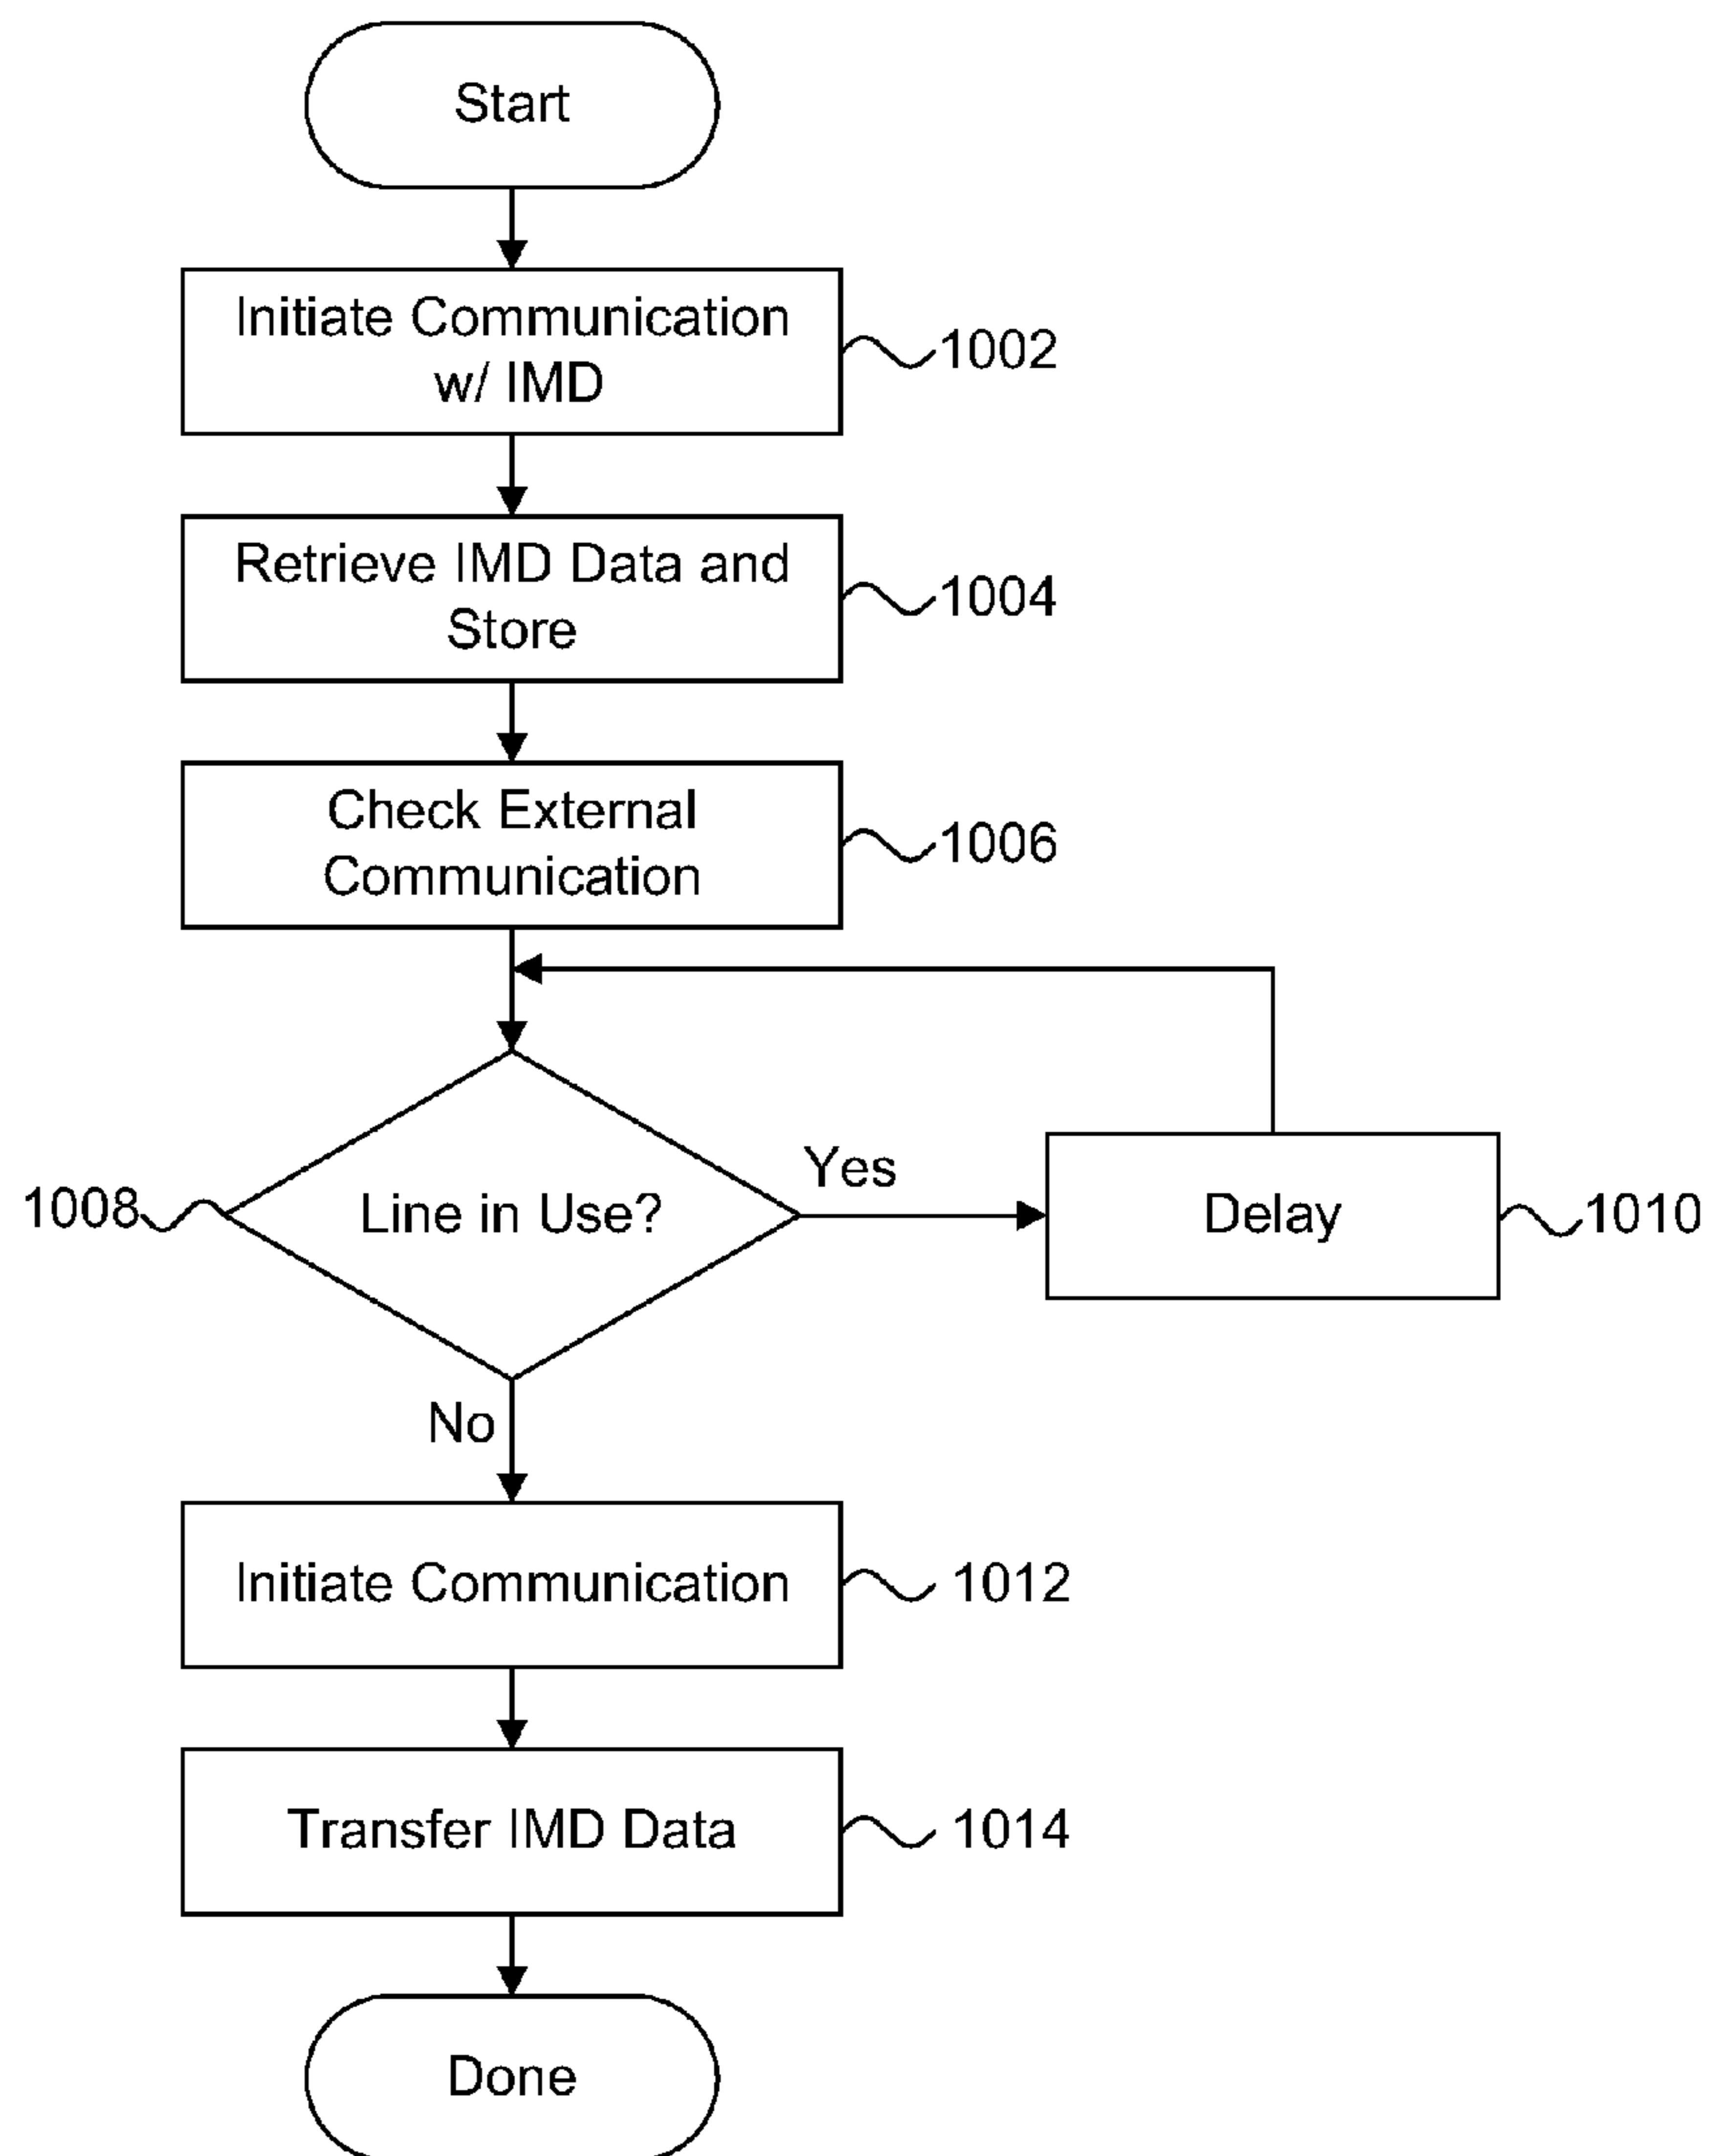 Start
Initiate Communication
w/ IMD
1002
Retrieve IMD Data and
Store
1004
Check External
Communication
1006
1008
Line in Use?
Yes
Delay
1010
No
Initiate Communication
1012
Transfer IMD Data
1014
Done